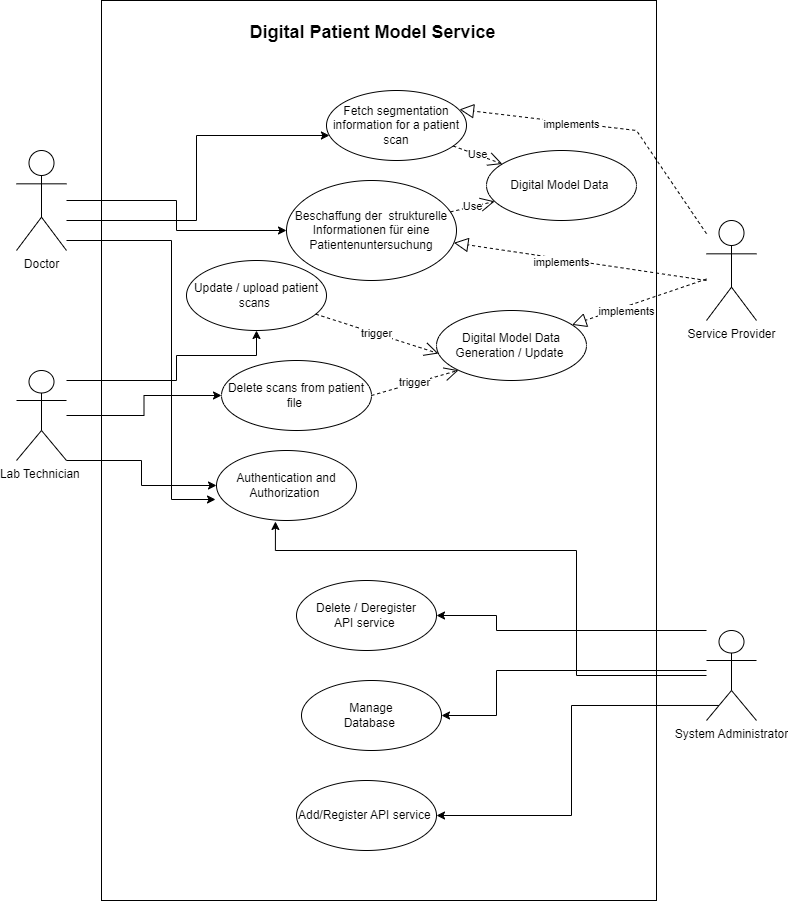 Digital Patient Model Service
Fetch segmentation
information for a patient
scan
implements
Use
Digital Model Data
Beschaffung der  strukturelle
Informationen für eine
Patientenuntersuchung
Use
Doctor
implements
Update / upload patient
scans
implements
Service Provider
trigger
Digital Model Data
Generation / Update
Delete scans from patient
file
trigger
Lab Technician
Authentication and
Authorization
Delete / Deregister
API service
Manage
Database
System Administrator
Add/Register API service